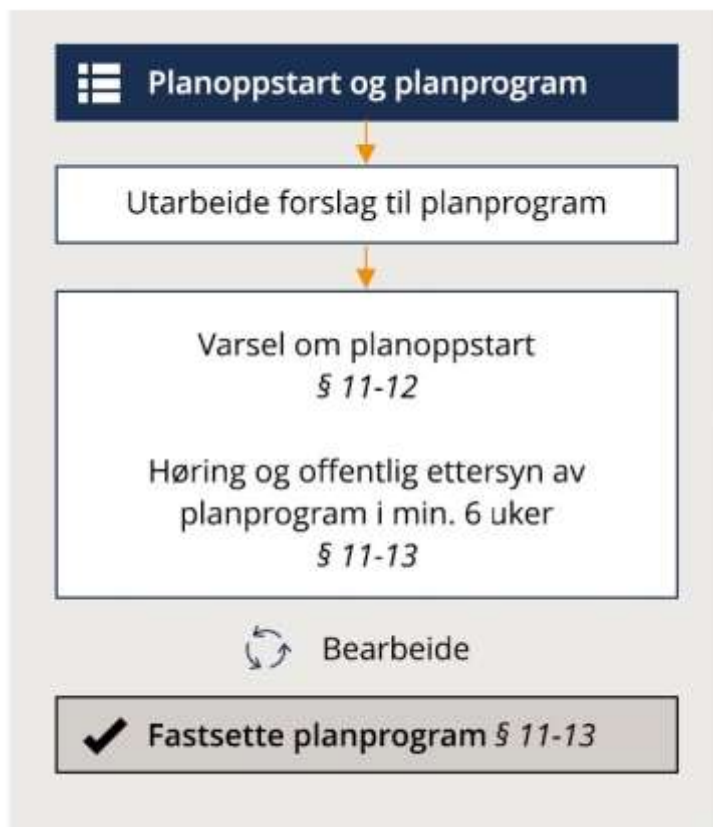 Planoppstart og planprogram
Utarbeide forslag til planprogram
Varsel om planoppstart
§ 11-12
Høring og offentlig ettersyn av
planprogram i min. 6 uker
§ 11-13
Bearbeide
Fastsette planprogram § 11-13